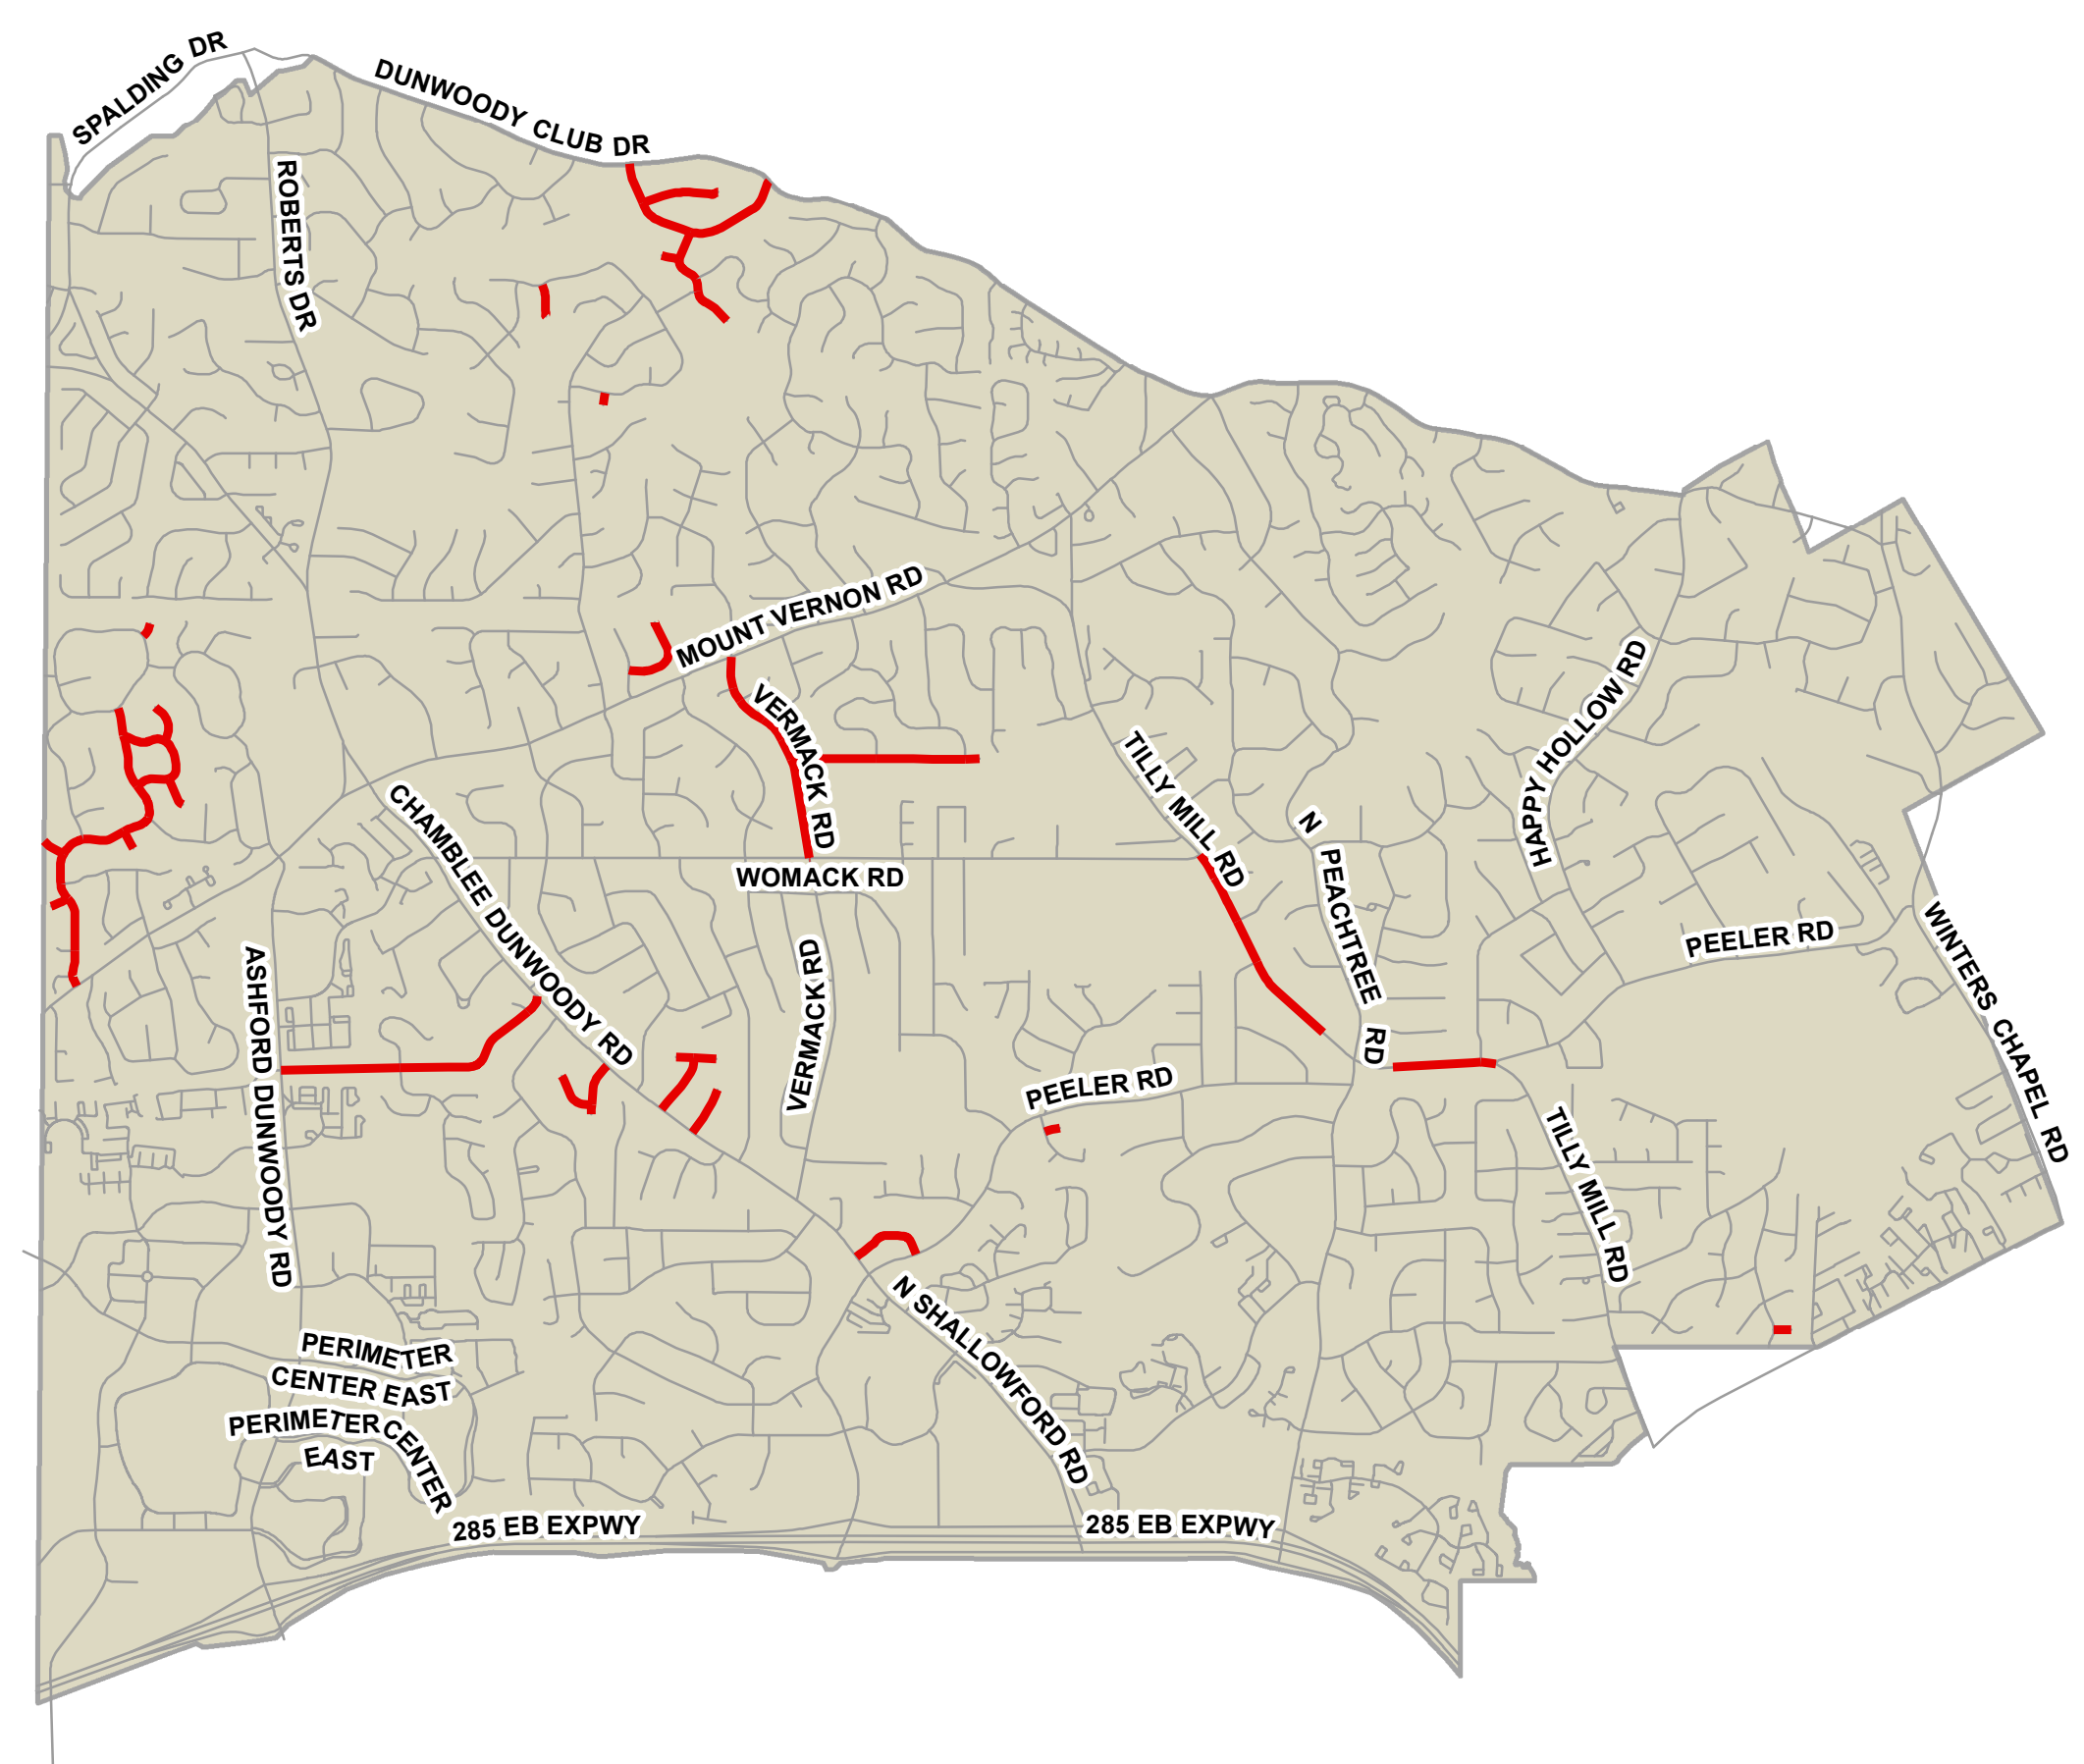 SPALDING DR
DUNWOODY CLUB DR
ROBERTS DR
MOUNT VERNON RD
VERMACK RD
TILLY MILL RD
HAPPY HOLLOW RD
CHAMBLEE DUNWOODY RD
N PEACHTREE RD
WOMACK RD
PEELER RD
WINTERS CHAPEL RD
ASHFORD DUNWOODY RD
VERMACK RD
PEELER RD
TILLY MILL RD
N SHALLOWFORD RD
PERIMETER
CENTER EAST
PERIMETER CENTER
EAST
285 EB EXPWY
285 EB EXPWY